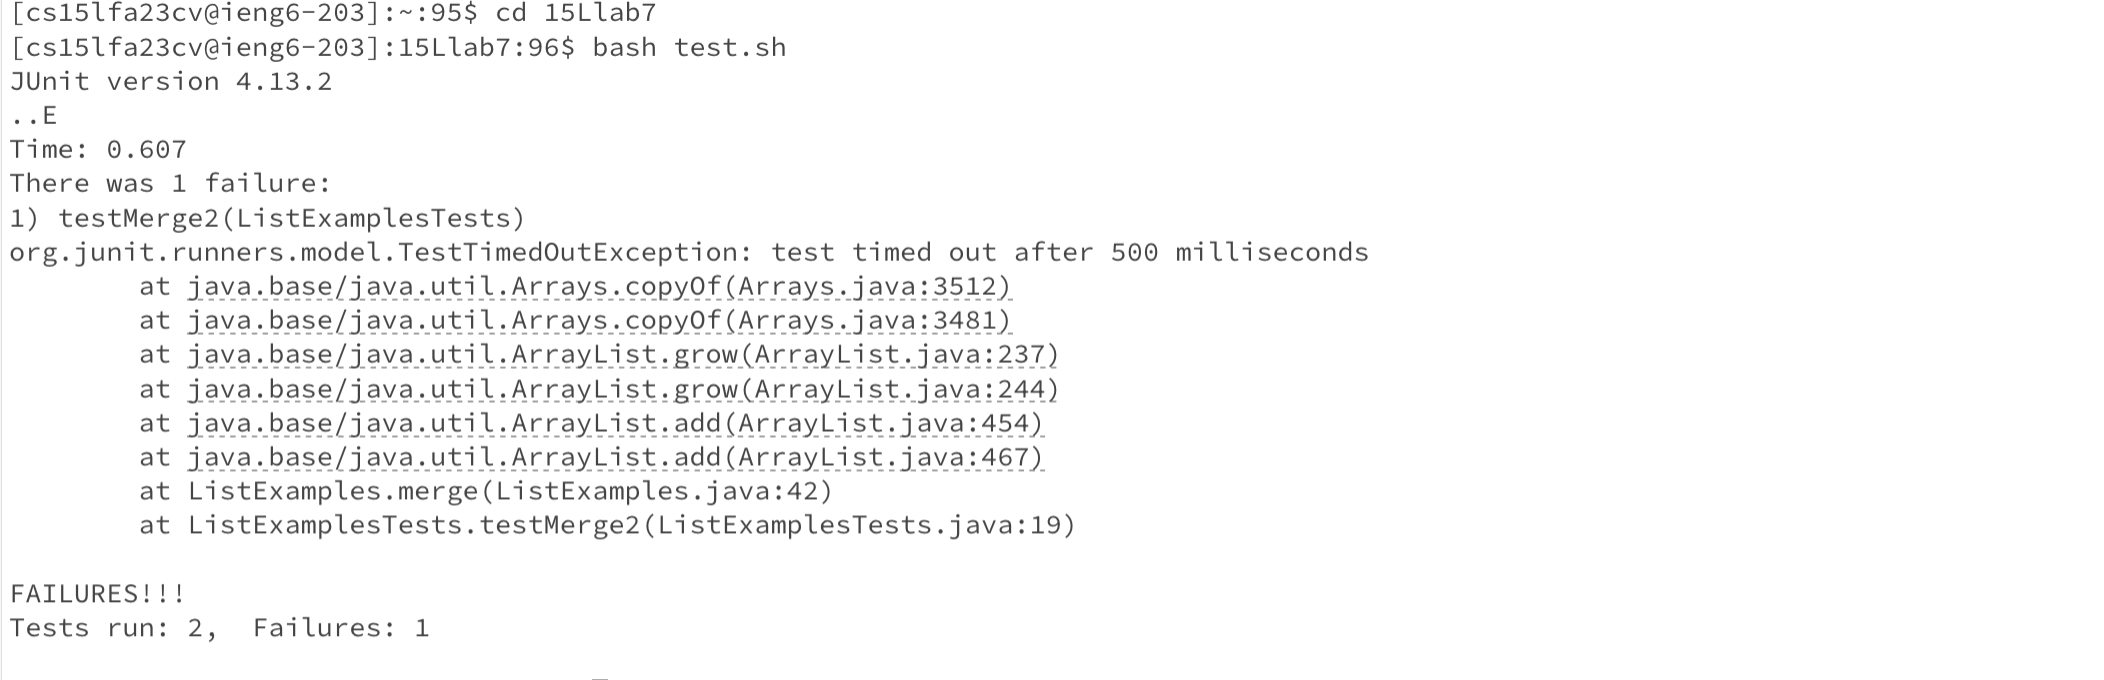 [cs15lfa23cv@ieng6-203]:~:95$ cd 15Llab7
[cs15lfa23cv@ieng6-203]:15Llab7:96$ bash test.sh
JUnit version 4.13.2
..E
Time: 0.607
There was 1 failure:
1) testMerge2(ListExamplesTests)
org.junit.runners.model.TestTimedOutException: test timed out after 500 milliseconds
at java.base/java.util.Arrays.copyOf(Arrays.java:3512)
at java.base/java.util.Arrays.copyOf(Arrays.java:3481)
at java.base/java.util.ArrayList.grow(ArrayList.java:237)
at java.base/java.util.ArrayList.grow(ArrayList.java:244)
at java.base/java.util.ArrayList.add(ArrayList.java:454)
at java.base/java.util.ArrayList.add(ArrayList.java:467)
at ListExamples.merge(ListExamples.java:42)
at ListExamplesTests.testMerge2(ListExamplesTests.java:19)
FAILURES!!!
Tests run: 2,  Failures: 1